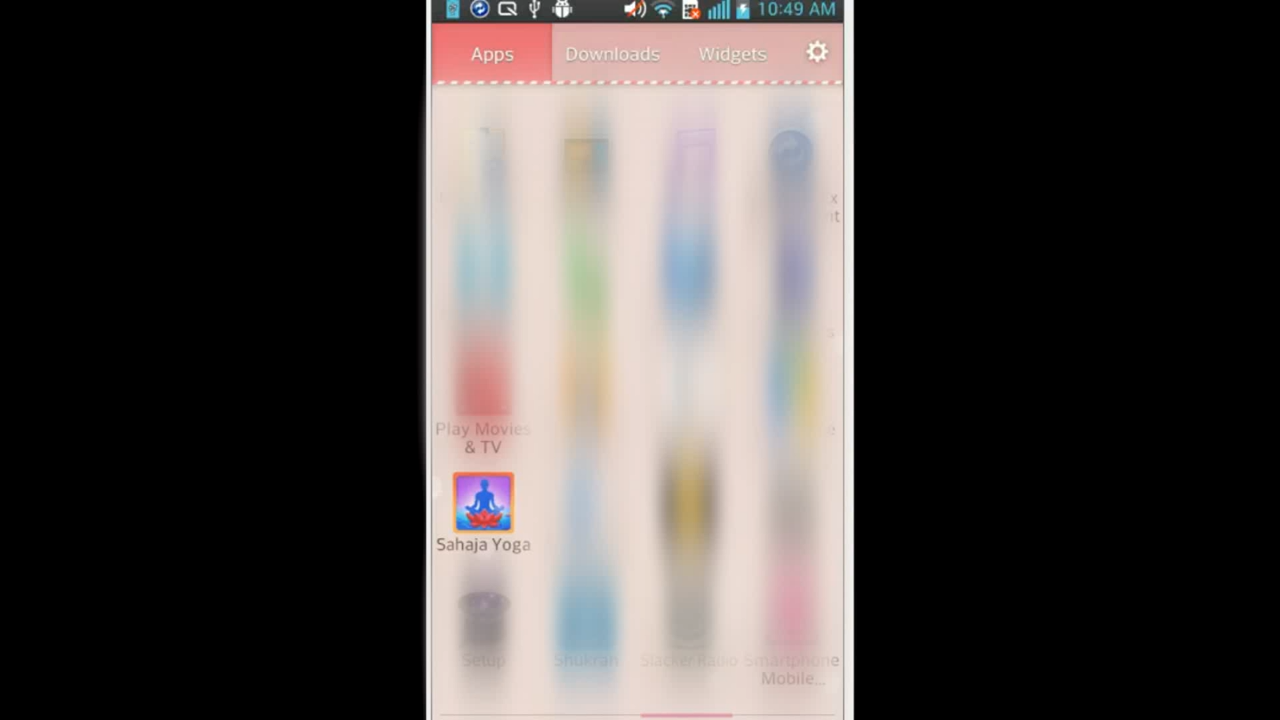 10:49 AM
Apps
Downloads
Widgets
Play Movies
& TV
Sahaja Yoga
Setup
Shukran
Slacker Radio
Smartphone
Mobile...